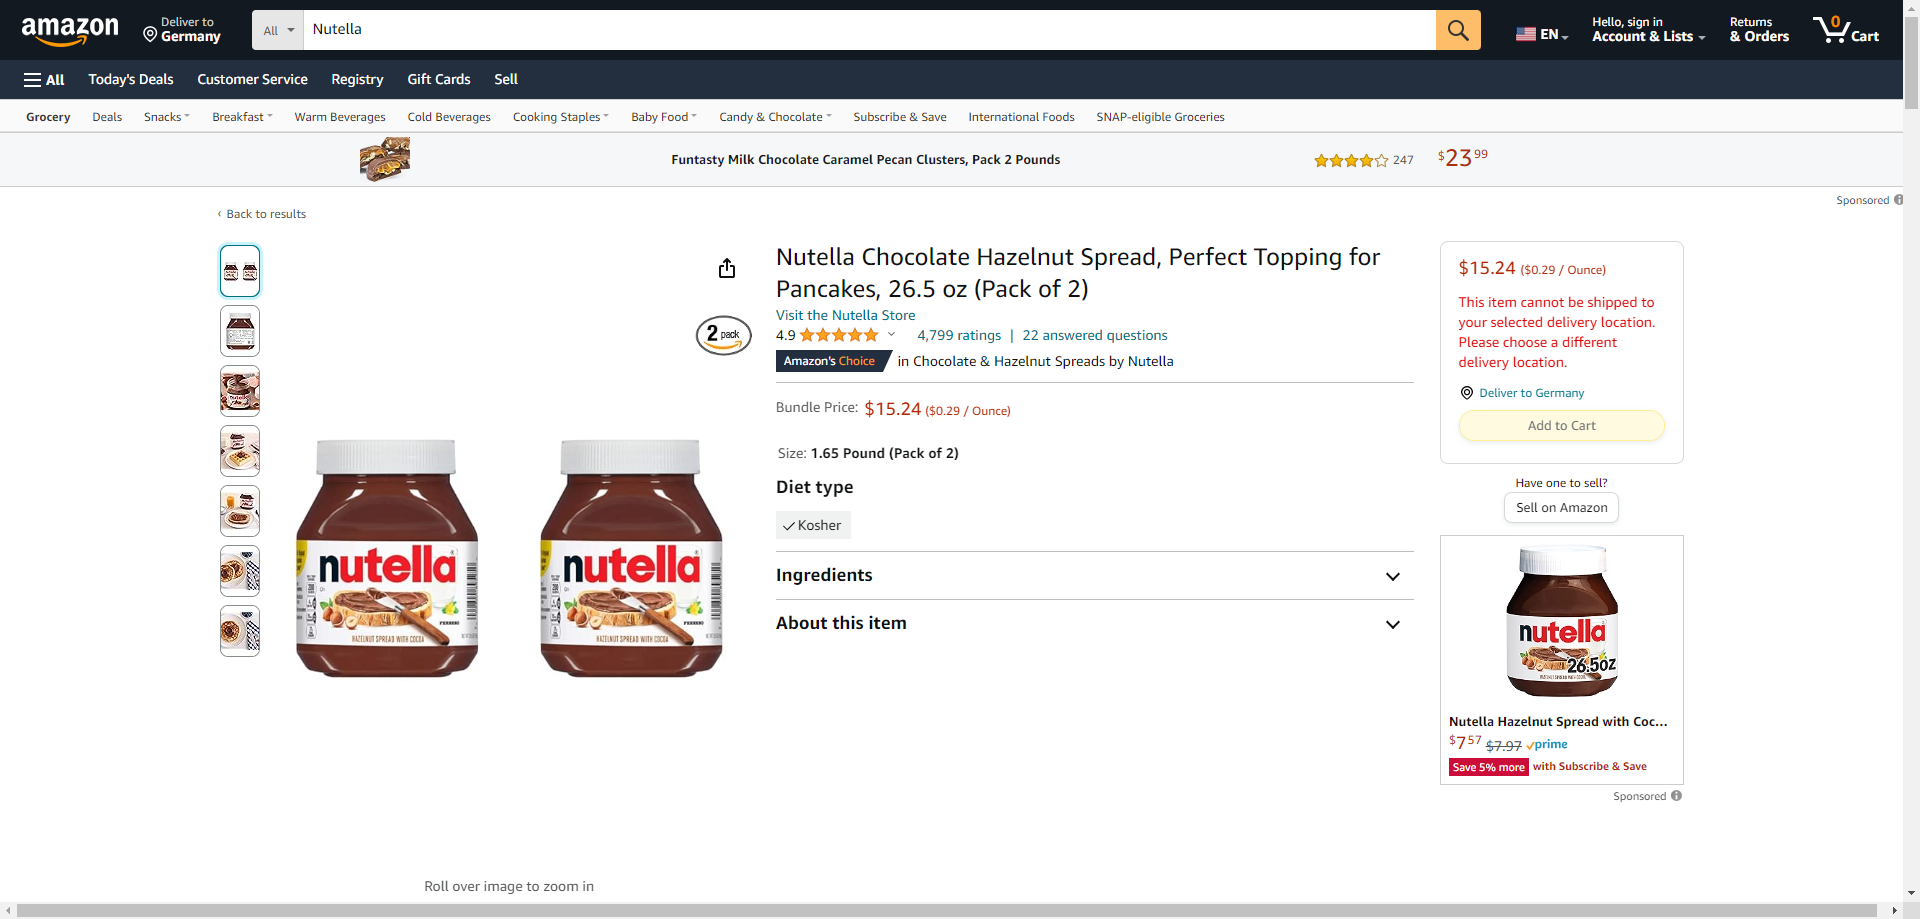 amazon
Deliver to
Germany
All
Nutella
EN
Hello, sign in
Account & Lists
Returns
& Orders
0
Cart
All
Today's Deals
Customer Service
Registry
Gift Cards
Sell
Grocery
Deals
Snacks
Breakfast
Warm Beverages
Cold Beverages
Cooking Staples
Baby Food
Candy & Chocolate
Subscribe & Save
International Foods
SNAP-eligible Groceries
Funtasty Milk Chocolate Caramel Pecan Clusters, Pack 2 Pounds
247
$23 99
Sponsored
‹ Back to results
2 pack
nutella
FERRERO
HAZELNUT SPREAD WITH COCOA
nutella
FERRERO
HAZELNUT SPREAD WITH COCOA
Roll over image to zoom in
Nutella Chocolate Hazelnut Spread, Perfect Topping for
Pancakes, 26.5 oz (Pack of 2)
Visit the Nutella Store
4.9
4,799 ratings | 22 answered questions
Amazon's Choice in Chocolate & Hazelnut Spreads by Nutella
Bundle Price: $15.24 ($0.29 / Ounce)
Size: 1.65 Pound (Pack of 2)
Diet type
Kosher
Ingredients
About this item
$15.24 ($0.29 / Ounce)
This item cannot be shipped to
your selected delivery location.
Please choose a different
delivery location.
Deliver to Germany
Add to Cart
Have one to sell?
Sell on Amazon
nutella
26.5oz
Nutella Hazelnut Spread with Coc...
$7 57 $7.97 prime
Save 5% more with Subscribe & Save
Sponsored